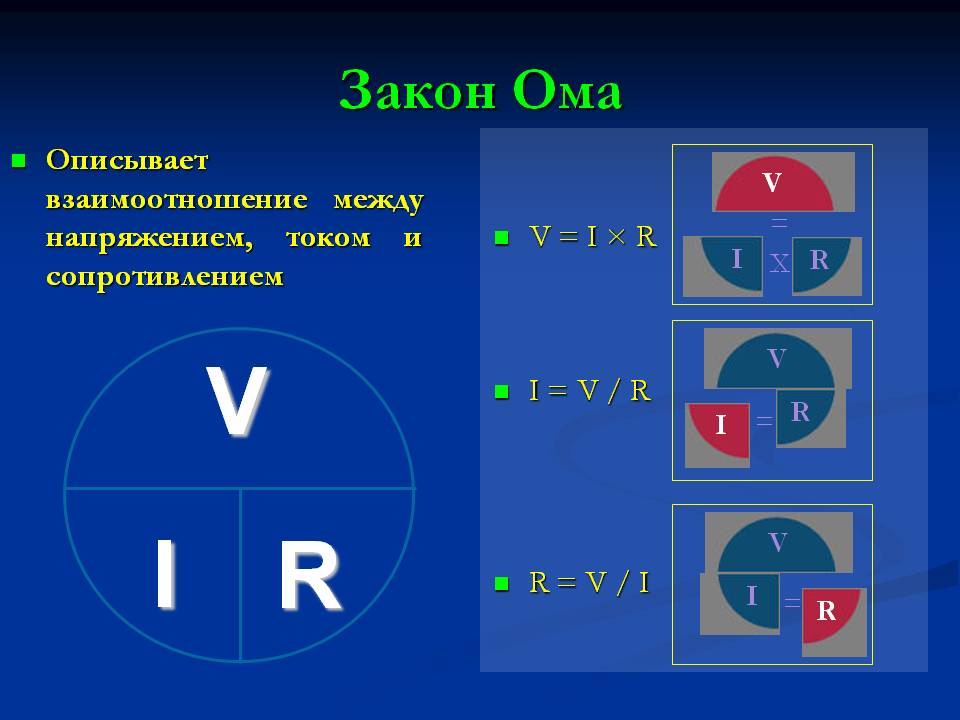 Закон Ома
Описывает
взаимоотношение между
напряжением, током и
сопротивлением
V
I R
V = I × R
V
=
I X R
I = V / R
V
I = R
R = V / I
V
I = R